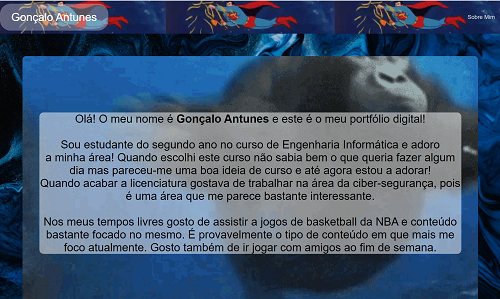 Gonçalo Antunes
Sobre Mim
Olá! O meu nome é Gonçalo Antunes e este é o meu portfólio digital!
Sou estudante do segundo ano no curso de Engenharia Informática e adoro
a minha área! Quando escolhi este curso não sabia bem o que queria fazer algum
dia mas pareceu-me uma boa ideia de curso e até agora estou a adorar!
Quando acabar a licenciatura gostava de trabalhar na área da ciber-segurança, pois
é uma área que me parece bastante interessante.
Nos meus tempos livres gosto de assistir a jogos de basketball da NBA e conteúdo
bastante focado no mesmo. É provavelmente o tipo de conteúdo em que mais me
foco atualmente. Gosto também de ir jogar com amigos ao fim de semana.